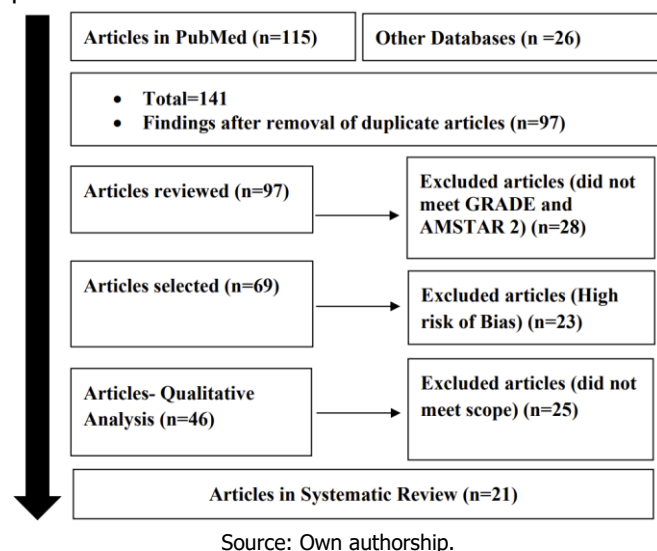 Articles in PubMed (n=115)
Other Databases (n =26)
• Total=141
• Findings after removal of duplicate articles (n=97)
Articles reviewed (n=97)
Excluded articles (did not
meet GRADE and
AMSTAR 2) (n=28)
Articles selected (n=69)
Excluded articles (High
risk of Bias) (n=23)
Articles- Qualitative
Analysis (n=46)
Excluded articles (did not
meet scope) (n=25)
Articles in Systematic Review (n=21)
Source: Own authorship.